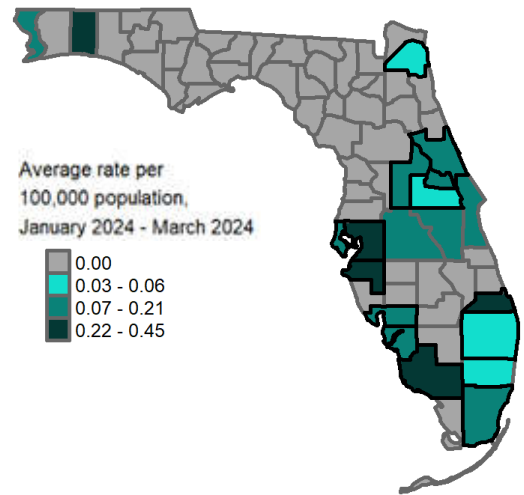 Average rate per
100,000 population,
January 2024 - March 2024
0.00
0.03 - 0.06
0.07 - 0.21
0.22 - 0.45